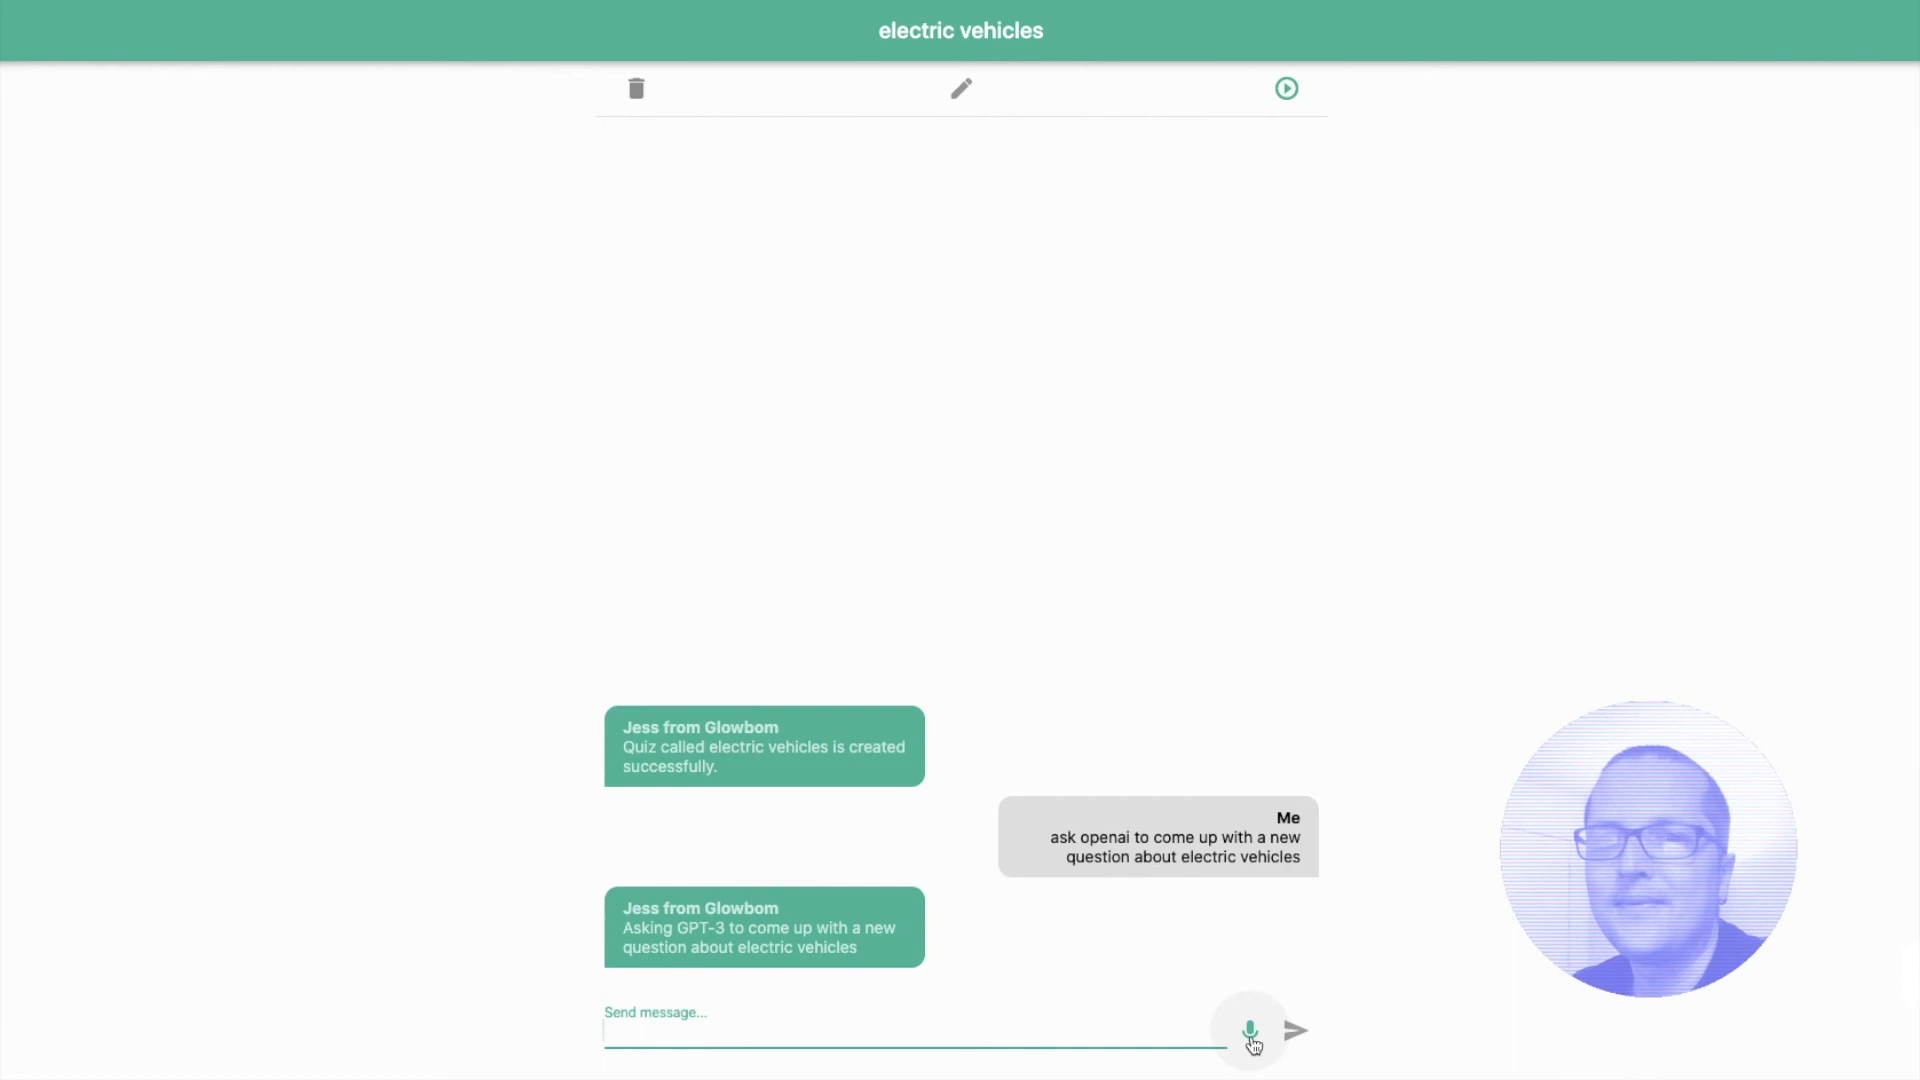 electric vehicles
Jess from Glowbom
Quiz called electric vehicles is created
successfully.
Me
ask openai to come up with a new
question about electric vehicles
Jess from Glowbom
Asking GPT-3 to come up with a new
question about electric vehicles
Send message...